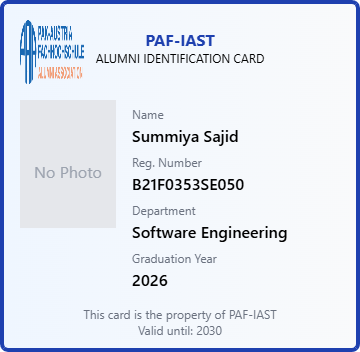 PAK-AUSTRIA
FACHHOCHSCHULE
ALUMNI ASSOCIATION
PAF-IAST
ALUMNI IDENTIFICATION CARD
No Photo
Name
Summiya Sajid
Reg. Number
B21F0353SE050
Department
Software Engineering
Graduation Year
2026
This card is the property of PAF-IAST
Valid until: 2030